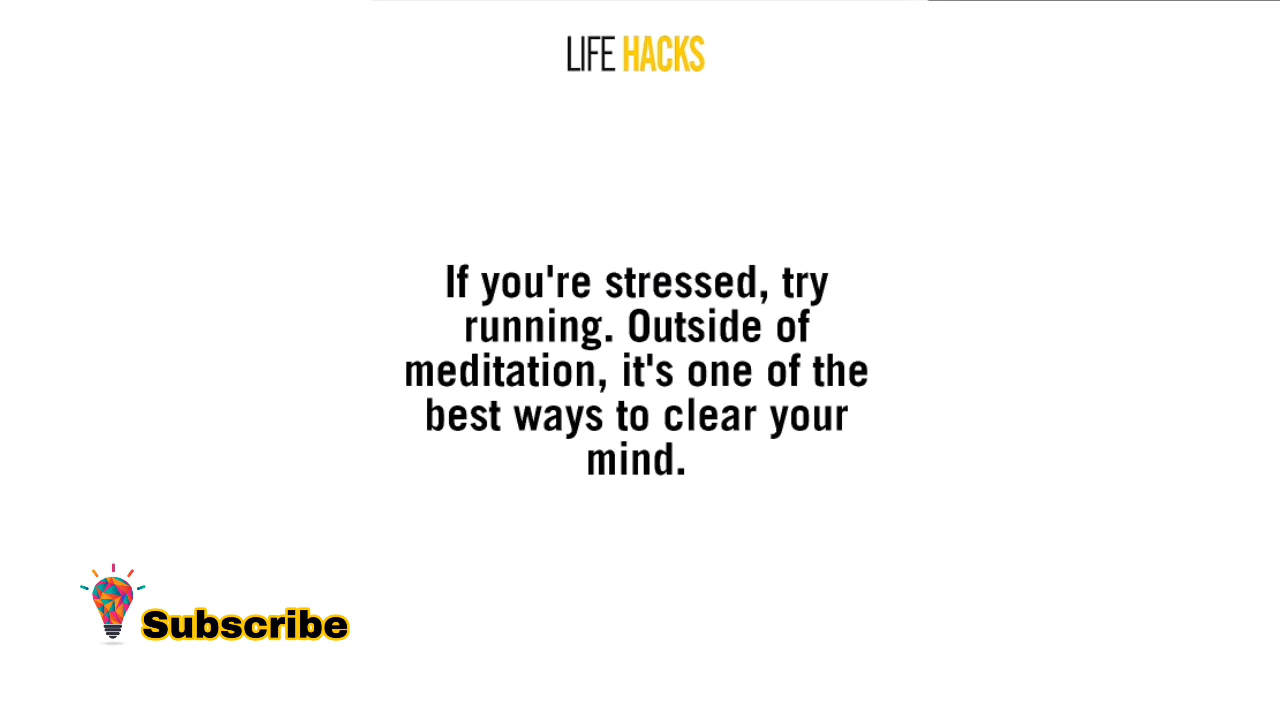 LIFE HACKS
If you're stressed, try
running. Outside of
meditation, it's one of the
best ways to clear your
mind.
Subscribe